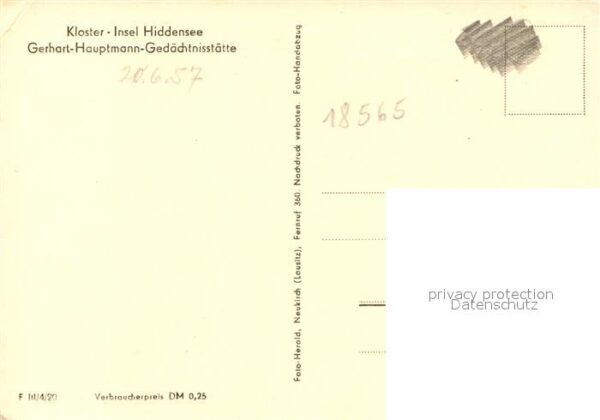 Kloster · Insel Hiddensee
Gerhart-Hauptmann-Gedächtnisstätte
20.6.57
18565
Foto-Herold, Neukirch (Lausitz), Fernruf 360. Nachdruck verboten. Foto-Handabzug
privacy protection
Datenschutz
F III/4/20 Verbraucherpreis DM 0,25